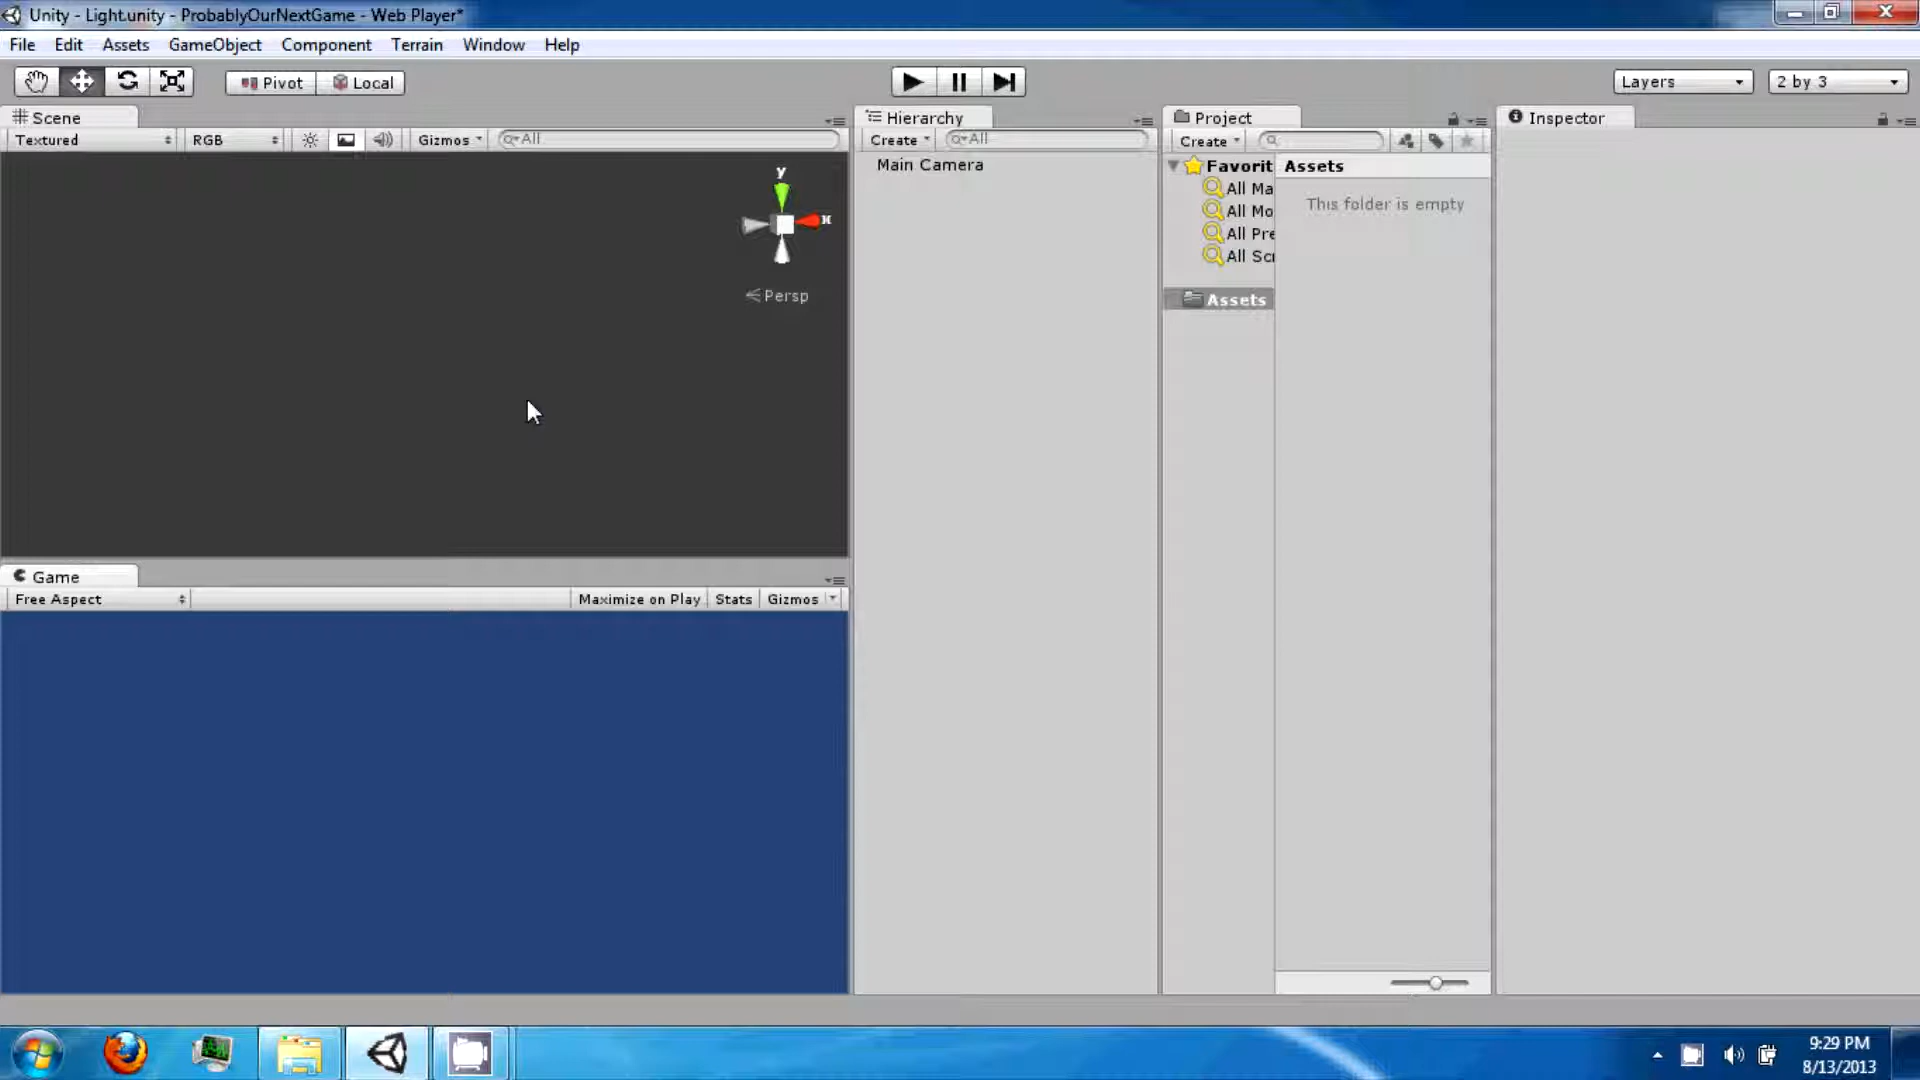 Unity - Light.unity - ProbablyOurNextGame - Web Player*
File Edit Assets GameObject Component Terrain Window Help
Pivot Local Layers 2 by 3
Scene
Textured RGB Gizmos All
y
x
Persp
Hierarchy
Create All
Main Camera
Project
Create
Favorit
All Ma
All Mo
All Pre
All Scr
Assets
Assets
This folder is empty
Inspector
Game
Free Aspect Maximize on Play Stats Gizmos
9:29 PM
8/13/2013